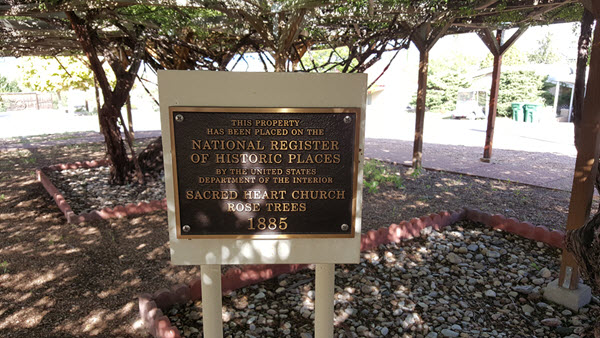 THIS PROPERTY
HAS BEEN PLACED ON THE
NATIONAL REGISTER
OF HISTORIC PLACES
BY THE UNITED STATES
DEPARTMENT OF THE INTERIOR
SACRED HEART CHURCH
ROSE TREES
1885